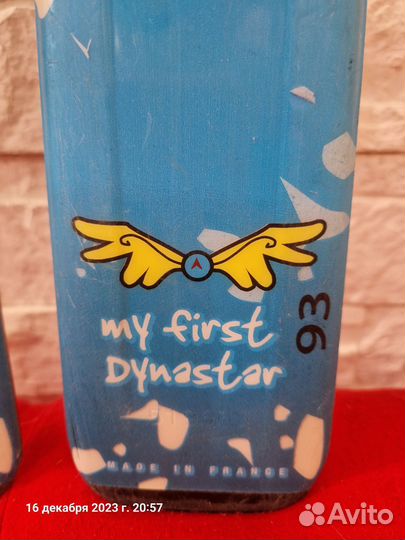 my first
Dynastar
93
MADE IN FRANCE
16 декабря 2023 г. 20:57
Avito